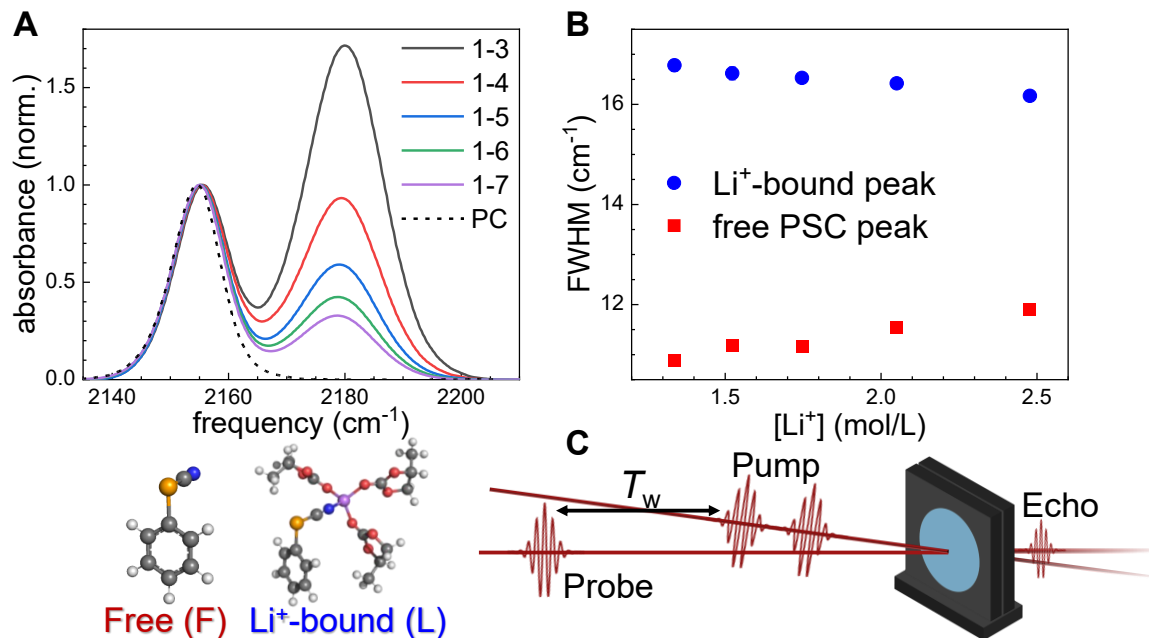 A
absorbance (norm.)
1.5
1.0
0.5
0.0
1-3
1-4
1-5
1-6
1-7
PC
2140
2160
2180
2200
frequency (cm⁻¹)
B
FWHM (cm⁻¹)
16
14
12
Li⁺-bound peak
free PSC peak
1.5
2.0
2.5
[Li⁺] (mol/L)
Free (F)
Li⁺-bound (L)
C
Pump
T_w
Echo
Probe